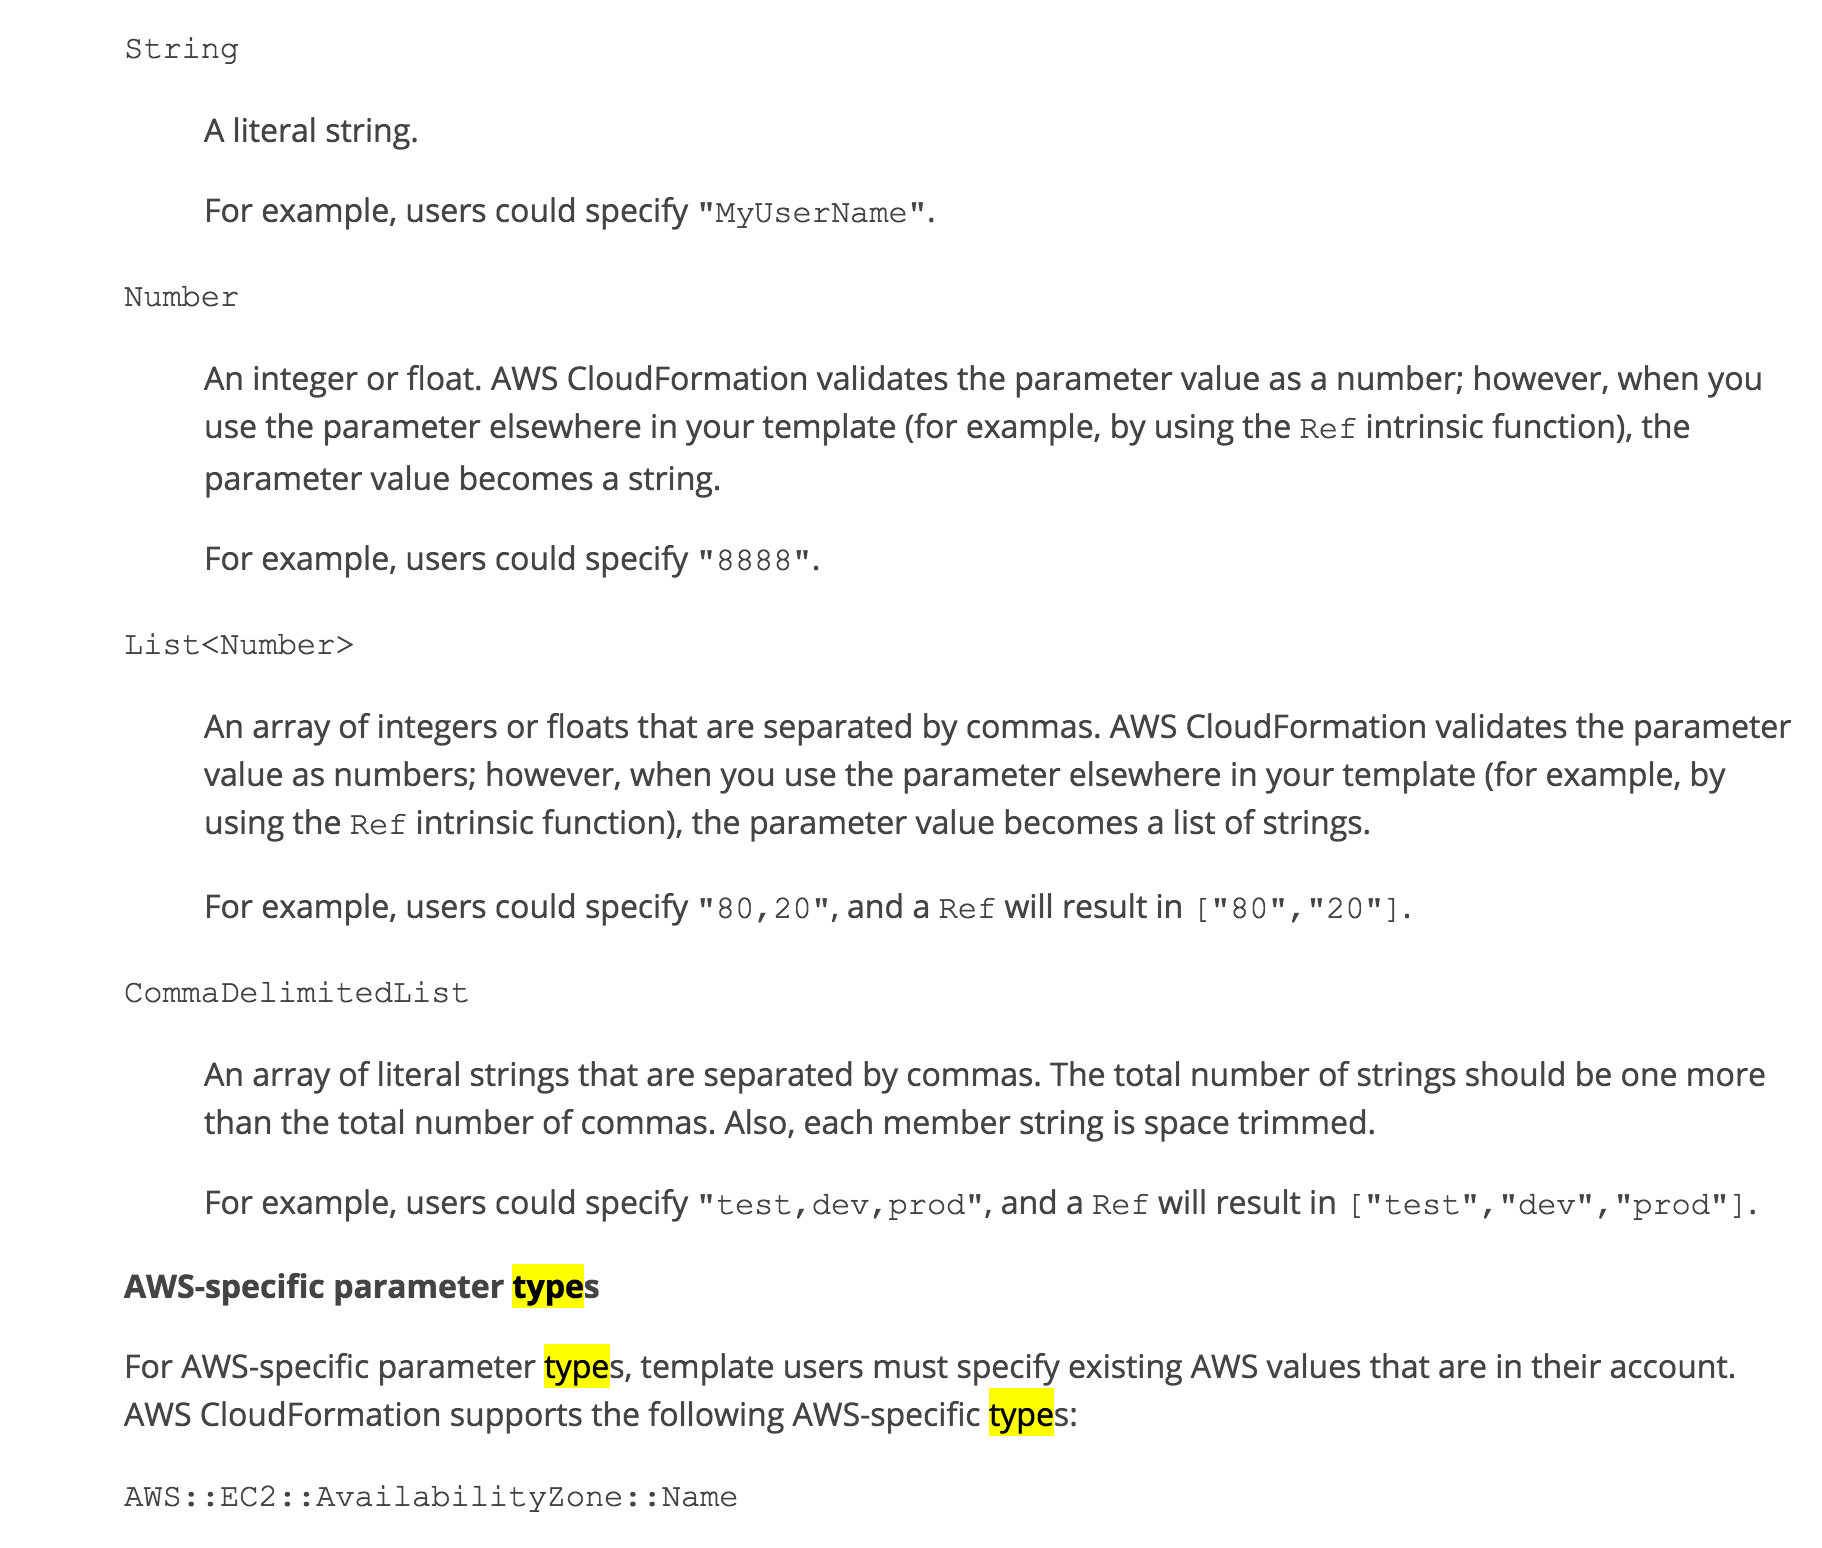 String
A literal string.
For example, users could specify "MyUserName".
Number
An integer or float. AWS CloudFormation validates the parameter value as a number; however, when you
use the parameter elsewhere in your template (for example, by using the Ref intrinsic function), the
parameter value becomes a string.
For example, users could specify "8888".
List<Number>
An array of integers or floats that are separated by commas. AWS CloudFormation validates the parameter
value as numbers; however, when you use the parameter elsewhere in your template (for example, by
using the Ref intrinsic function), the parameter value becomes a list of strings.
For example, users could specify "80,20", and a Ref will result in ["80","20"].
CommaDelimitedList
An array of literal strings that are separated by commas. The total number of strings should be one more
than the total number of commas. Also, each member string is space trimmed.
For example, users could specify "test,dev,prod", and a Ref will result in ["test","dev","prod"].
AWS-specific parameter types
For AWS-specific parameter types, template users must specify existing AWS values that are in their account.
AWS CloudFormation supports the following AWS-specific types:
AWS::EC2::AvailabilityZone::Name